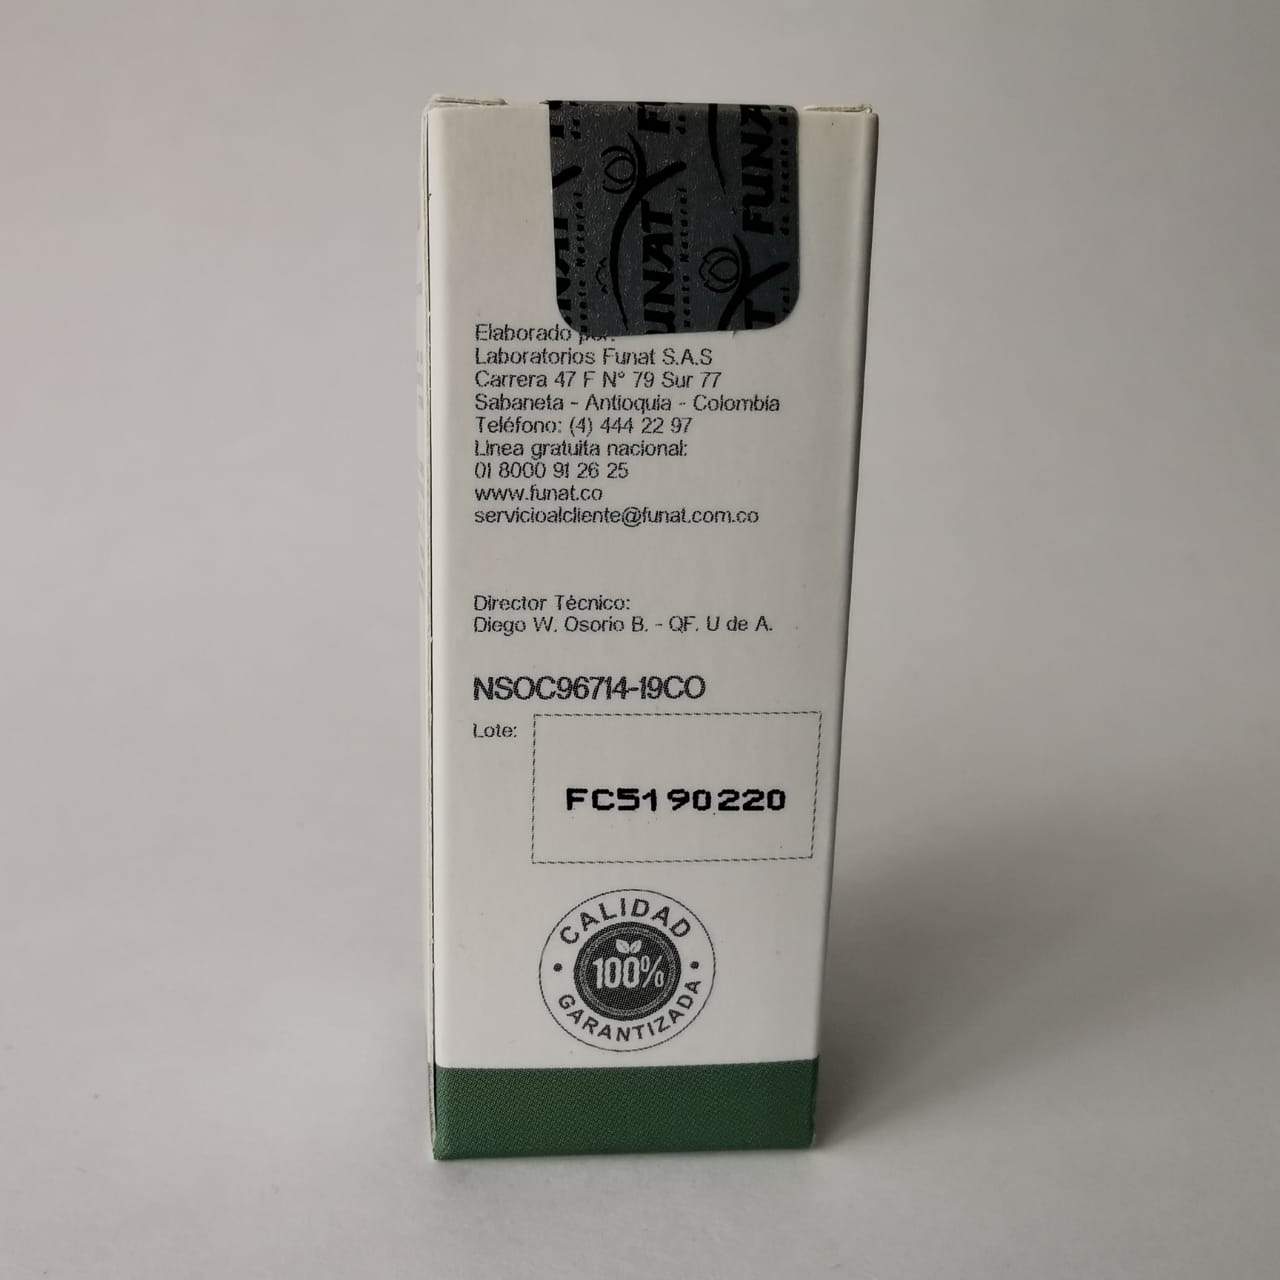 FUNAT
FUNAT
Elaborado por:
Laboratorios Funat S.A.S
Carrera 47 F N° 79 Sur 77
Sabaneta - Antioquia - Colombia
Teléfono: (4) 444 22 97
Línea gratuita nacional:
01 8000 91 26 25
www.funat.co
servicioalcliente@funat.com.co
Director Técnico:
Diego W. Osorio B. - QF. U de A.
NSOC96714-19CO
Lote:
FC5190220
CALIDAD
100%
GARANTIZADA